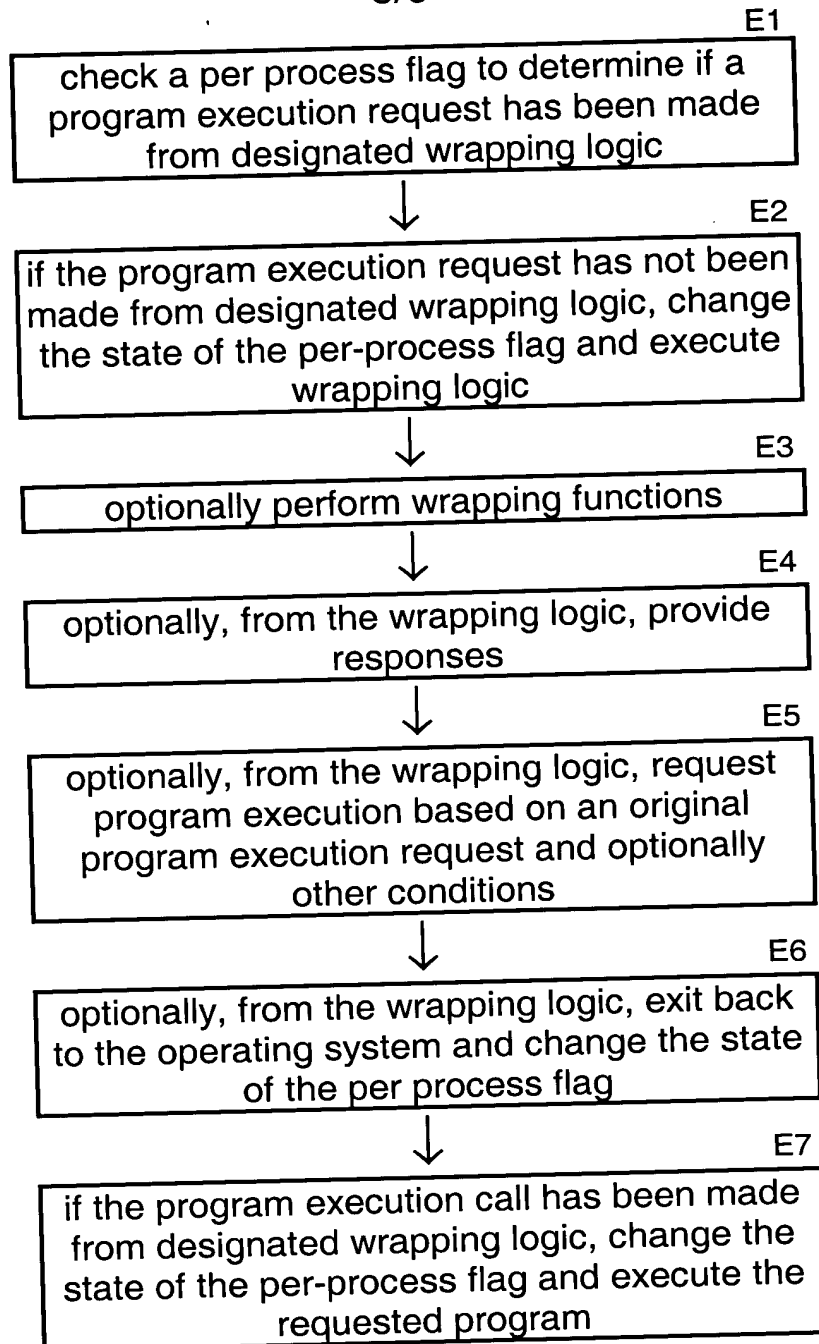 E1
check a per process flag to determine if a
program execution request has been made
from designated wrapping logic
E2
if the program execution request has not been
made from designated wrapping logic, change
the state of the per-process flag and execute
wrapping logic
E3
optionally perform wrapping functions
E4
optionally, from the wrapping logic, provide
responses
E5
optionally, from the wrapping logic, request
program execution based on an original
program execution request and optionally
other conditions
E6
optionally, from the wrapping logic, exit back
to the operating system and change the state
of the per process flag
E7
if the program execution call has been made
from designated wrapping logic, change the
state of the per-process flag and execute the
requested program